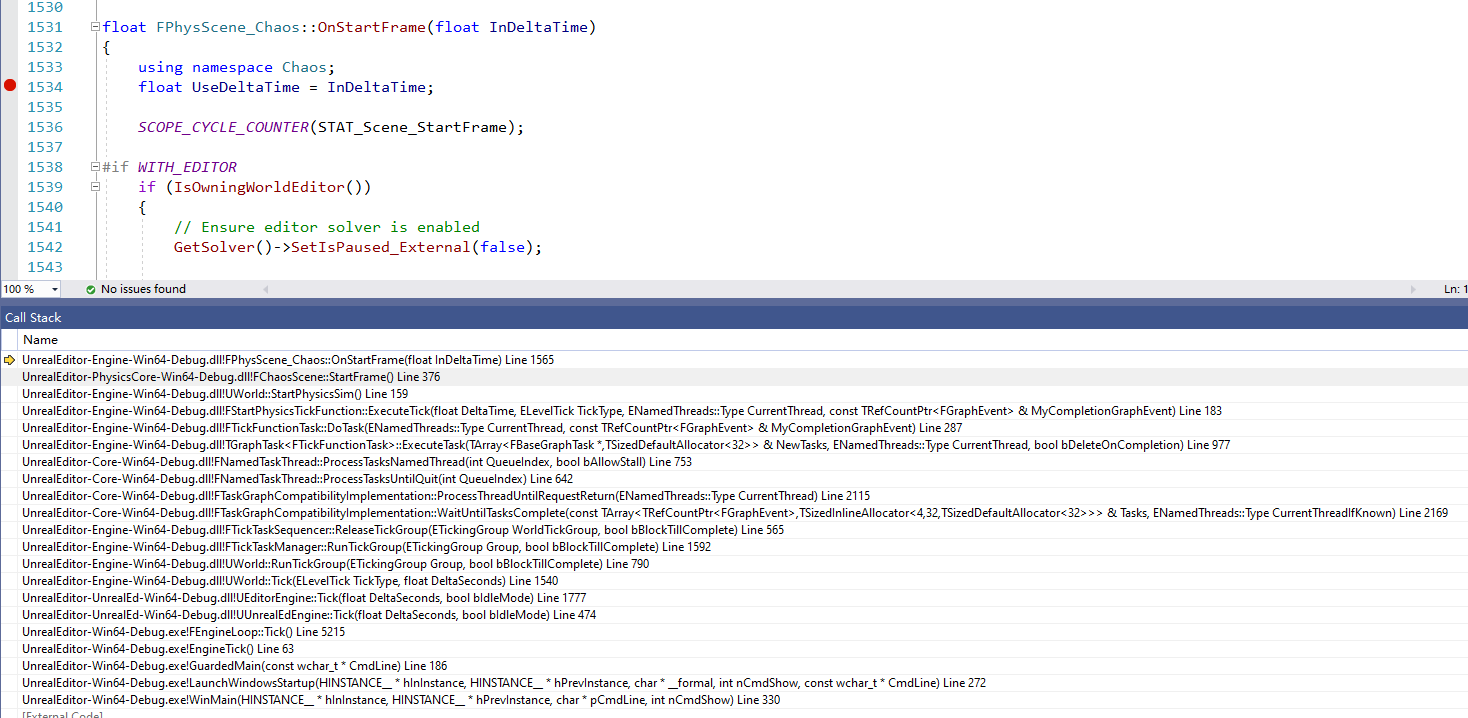 1530
1531 float FPhysScene_Chaos::OnStartFrame(float InDeltaTime)
1532 {
1533 using namespace Chaos;
1534 float UseDeltaTime = InDeltaTime;
1535
1536 SCOPE_CYCLE_COUNTER(STAT_Scene_StartFrame);
1537
1538 #if WITH_EDITOR
1539 if (IsOwningWorldEditor())
1540 {
1541 // Ensure editor solver is enabled
1542 GetSolver()->SetIsPaused_External(false);
1543
100 % No issues found Ln: 1
Call Stack
Name
UnrealEditor-Engine-Win64-Debug.dll!FPhysScene_Chaos::OnStartFrame(float InDeltaTime) Line 1565
UnrealEditor-PhysicsCore-Win64-Debug.dll!FChaosScene::StartFrame() Line 376
UnrealEditor-Engine-Win64-Debug.dll!UWorld::StartPhysicsSim() Line 159
UnrealEditor-Engine-Win64-Debug.dll!FStartPhysicsTickFunction::ExecuteTick(float DeltaTime, ELevelTick TickType, ENamedThreads::Type CurrentThread, const TRefCountPtr<FGraphEvent> & MyCompletionGraphEvent) Line 183
UnrealEditor-Engine-Win64-Debug.dll!FTickFunctionTask::DoTask(ENamedThreads::Type CurrentThread, const TRefCountPtr<FGraphEvent> & MyCompletionGraphEvent) Line 287
UnrealEditor-Engine-Win64-Debug.dll!TGraphTask<FTickFunctionTask>::ExecuteTask(TArray<FBaseGraphTask *,TSizedDefaultAllocator<32>> & NewTasks, ENamedThreads::Type CurrentThread, bool bDeleteOnCompletion) Line 977
UnrealEditor-Core-Win64-Debug.dll!FNamedTaskThread::ProcessTasksNamedThread(int QueueIndex, bool bAllowStall) Line 753
UnrealEditor-Core-Win64-Debug.dll!FNamedTaskThread::ProcessTasksUntilQuit(int QueueIndex) Line 642
UnrealEditor-Core-Win64-Debug.dll!FTaskGraphCompatibilityImplementation::ProcessThreadUntilRequestReturn(ENamedThreads::Type CurrentThread) Line 2115
UnrealEditor-Core-Win64-Debug.dll!FTaskGraphCompatibilityImplementation::WaitUntilTasksComplete(const TArray<TRefCountPtr<FGraphEvent>,TSizedInlineAllocator<4,32,TSizedDefaultAllocator<32>>> & Tasks, ENamedThreads::Type CurrentThreadIfKnown) Line 2169
UnrealEditor-Engine-Win64-Debug.dll!FTickTaskSequencer::ReleaseTickGroup(ETickingGroup WorldTickGroup, bool bBlockTillComplete) Line 565
UnrealEditor-Engine-Win64-Debug.dll!FTickTaskManager::RunTickGroup(ETickingGroup Group, bool bBlockTillComplete) Line 1592
UnrealEditor-Engine-Win64-Debug.dll!UWorld::RunTickGroup(ETickingGroup Group, bool bBlockTillComplete) Line 790
UnrealEditor-Engine-Win64-Debug.dll!UWorld::Tick(ELevelTick TickType, float DeltaSeconds) Line 1540
UnrealEditor-UnrealEd-Win64-Debug.dll!UEditorEngine::Tick(float DeltaSeconds, bool bIdleMode) Line 1777
UnrealEditor-UnrealEd-Win64-Debug.dll!UUnrealEdEngine::Tick(float DeltaSeconds, bool bIdleMode) Line 474
UnrealEditor-Win64-Debug.exe!FEngineLoop::Tick() Line 5215
UnrealEditor-Win64-Debug.exe!EngineTick() Line 63
UnrealEditor-Win64-Debug.exe!GuardedMain(const wchar_t * CmdLine) Line 186
UnrealEditor-Win64-Debug.exe!LaunchWindowsStartup(HINSTANCE__ * hInInstance, HINSTANCE__ * hPrevInstance, char * __formal, int nCmdShow, const wchar_t * CmdLine) Line 272
UnrealEditor-Win64-Debug.exe!WinMain(HINSTANCE__ * hInInstance, HINSTANCE__ * hPrevInstance, char * pCmdLine, int nCmdShow) Line 330
[External Code]